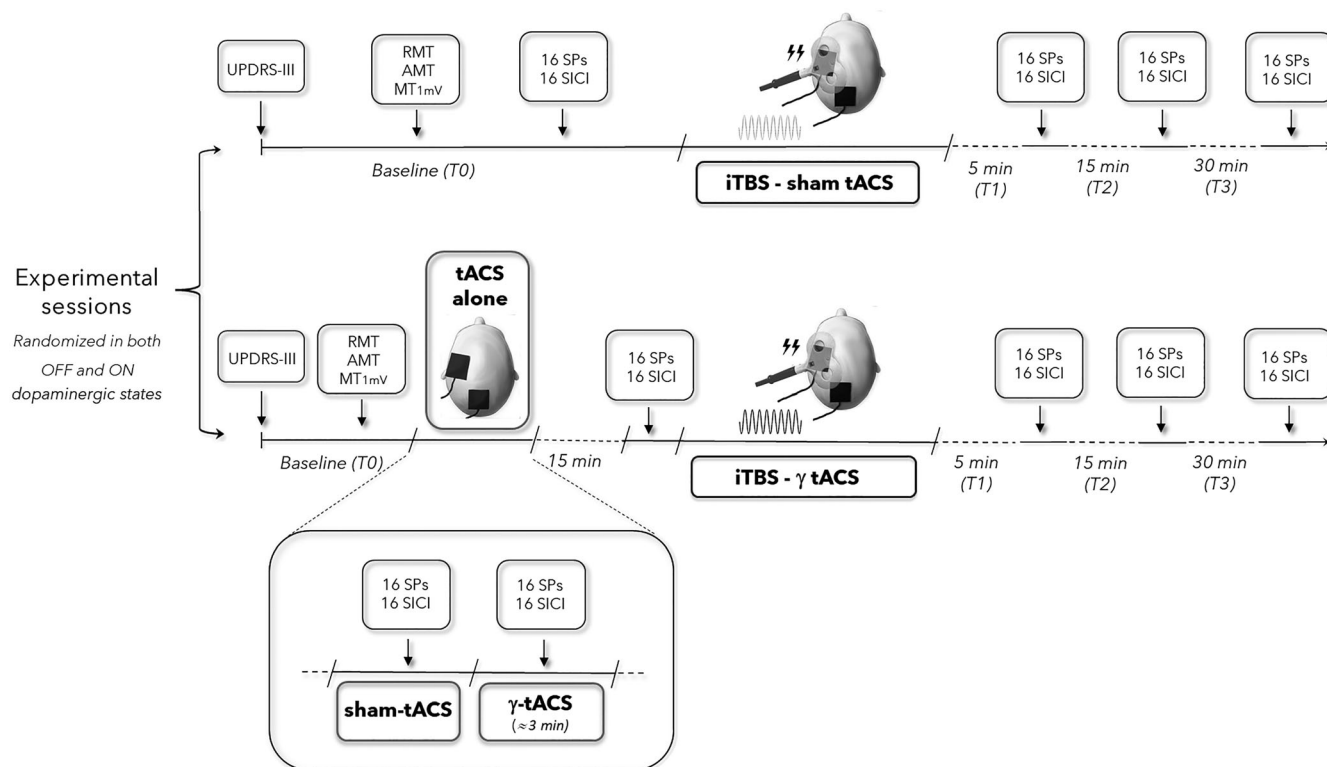 UPDRS-III
RMT
AMT
MT1mV
16 SPs
16 SICI
16 SPs
16 SICI
16 SPs
16 SICI
16 SPs
16 SICI
Baseline (T0)
iTBS - sham tACS
5 min
(T1)
15 min
(T2)
30 min
(T3)
Experimental
sessions
Randomized in both
OFF and ON
dopaminergic states
UPDRS-III
RMT
AMT
MT1mV
tACS
alone
16 SPs
16 SICI
16 SPs
16 SICI
16 SPs
16 SICI
16 SPs
16 SICI
Baseline (T0)
15 min
iTBS - γ tACS
5 min
(T1)
15 min
(T2)
30 min
(T3)
16 SPs
16 SICI
16 SPs
16 SICI
sham-tACS
γ-tACS
(≈3 min)